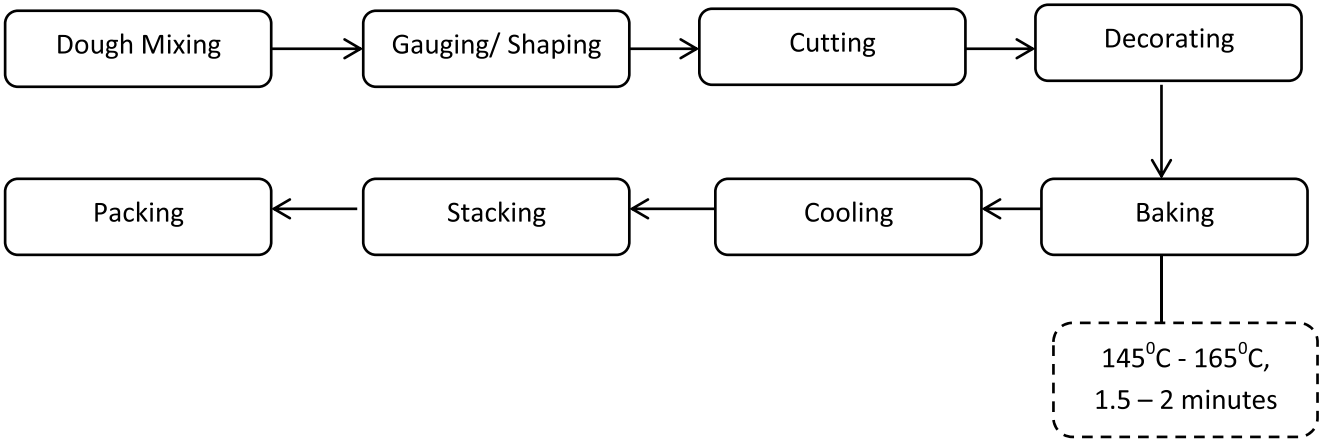 Dough Mixing
Gauging/ Shaping
Cutting
Decorating
Baking
Cooling
Stacking
Packing
145⁰C - 165⁰C,
1.5 – 2 minutes